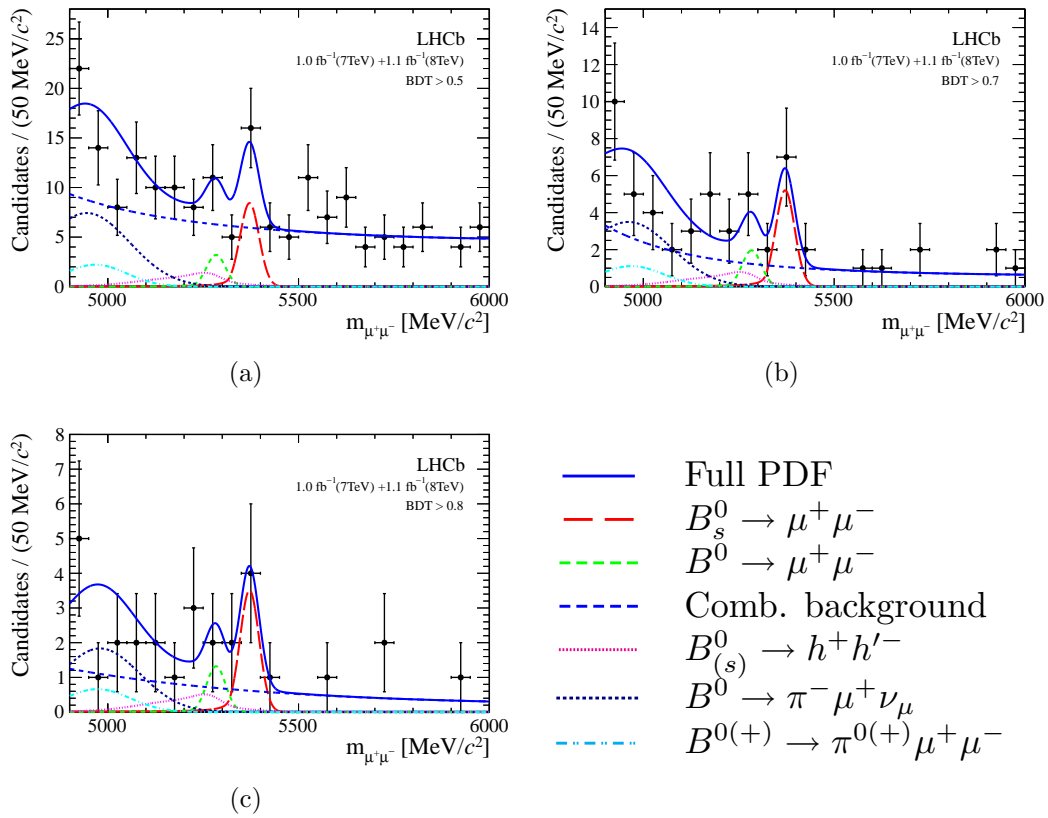 Candidates / (50 MeV/c²)
25
20
15
10
5
0
LHCb
1.0 fb⁻¹(7TeV) +1.1 fb⁻¹(8TeV)
BDT > 0.5
5000 5500 6000
m_μ⁺μ⁻ [MeV/c²]
(a)
Candidates / (50 MeV/c²)
14
12
10
8
6
4
2
0
LHCb
1.0 fb⁻¹(7TeV) +1.1 fb⁻¹(8TeV)
BDT > 0.7
5000 5500 6000
m_μ⁺μ⁻ [MeV/c²]
(b)
Candidates / (50 MeV/c²)
8
7
6
5
4
3
2
1
0
LHCb
1.0 fb⁻¹(7TeV) +1.1 fb⁻¹(8TeV)
BDT > 0.8
5000 5500 6000
m_μ⁺μ⁻ [MeV/c²]
(c)
Full PDF
B⁰_s → μ⁺μ⁻
B⁰ → μ⁺μ⁻
Comb. background
B⁰_(s) → h⁺h′⁻
B⁰ → π⁻μ⁺ν_μ
B⁰⁽⁺⁾ → π⁰⁽⁺⁾μ⁺μ⁻